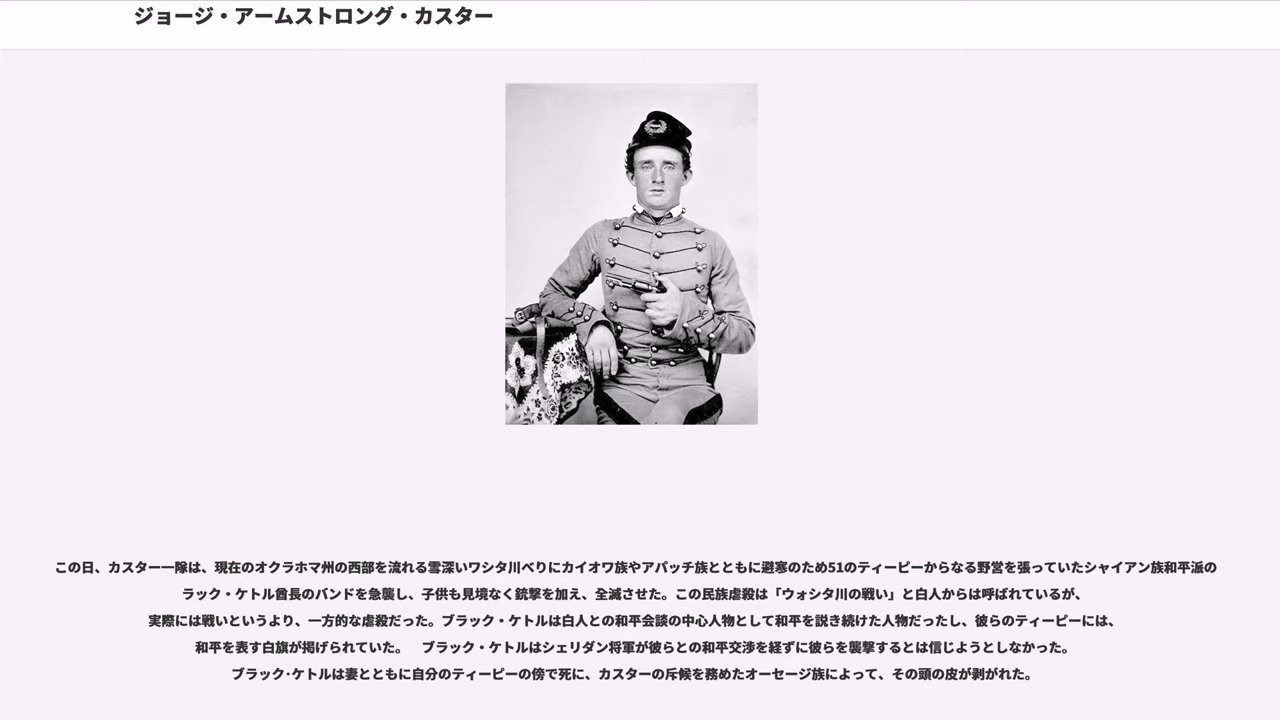 ジョージ・アームストロング・カスター
この日、カスター一隊は、現在のオクラホマ州の西部を流れる雪深いワシタ川べりにカイオワ族やアパッチ族とともに避寒のため51のティーピーからなる野営を張っていたシャイアン族和平派の
ラック・ケトル酋長のバンドを急襲し、子供も見境なく銃撃を加え、全滅させた。この民族虐殺は「ウォシタ川の戦い」と白人からは呼ばれているが、
実際には戦いというより、一方的な虐殺だった。ブラック・ケトルは白人との和平会談の中心人物として和平を説き続けた人物だったし、彼らのティーピーには、
和平を表す白旗が掲げられていた。　ブラック・ケトルはシェリダン将軍が彼らとの和平交渉を経ずに彼らを襲撃するとは信じようとしなかった。
ブラック･ケトルは妻とともに自分のティーピーの傍で死に、カスターの斥候を務めたオーセージ族によって、その頭の皮が剥がれた。